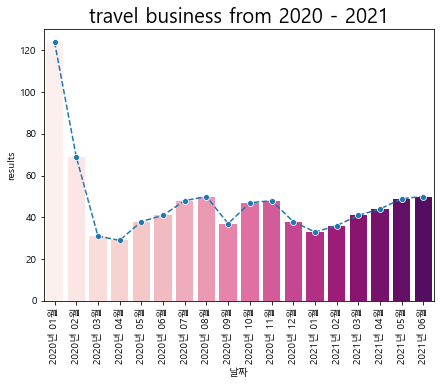 travel business from 2020 - 2021
results
120
100
80
60
40
20
0
2020년 01월
2020년 02월
2020년 03월
2020년 04월
2020년 05월
2020년 06월
2020년 07월
2020년 08월
2020년 09월
2020년 10월
2020년 11월
2020년 12월
2021년 01월
2021년 02월
2021년 03월
2021년 04월
2021년 05월
2021년 06월
날짜